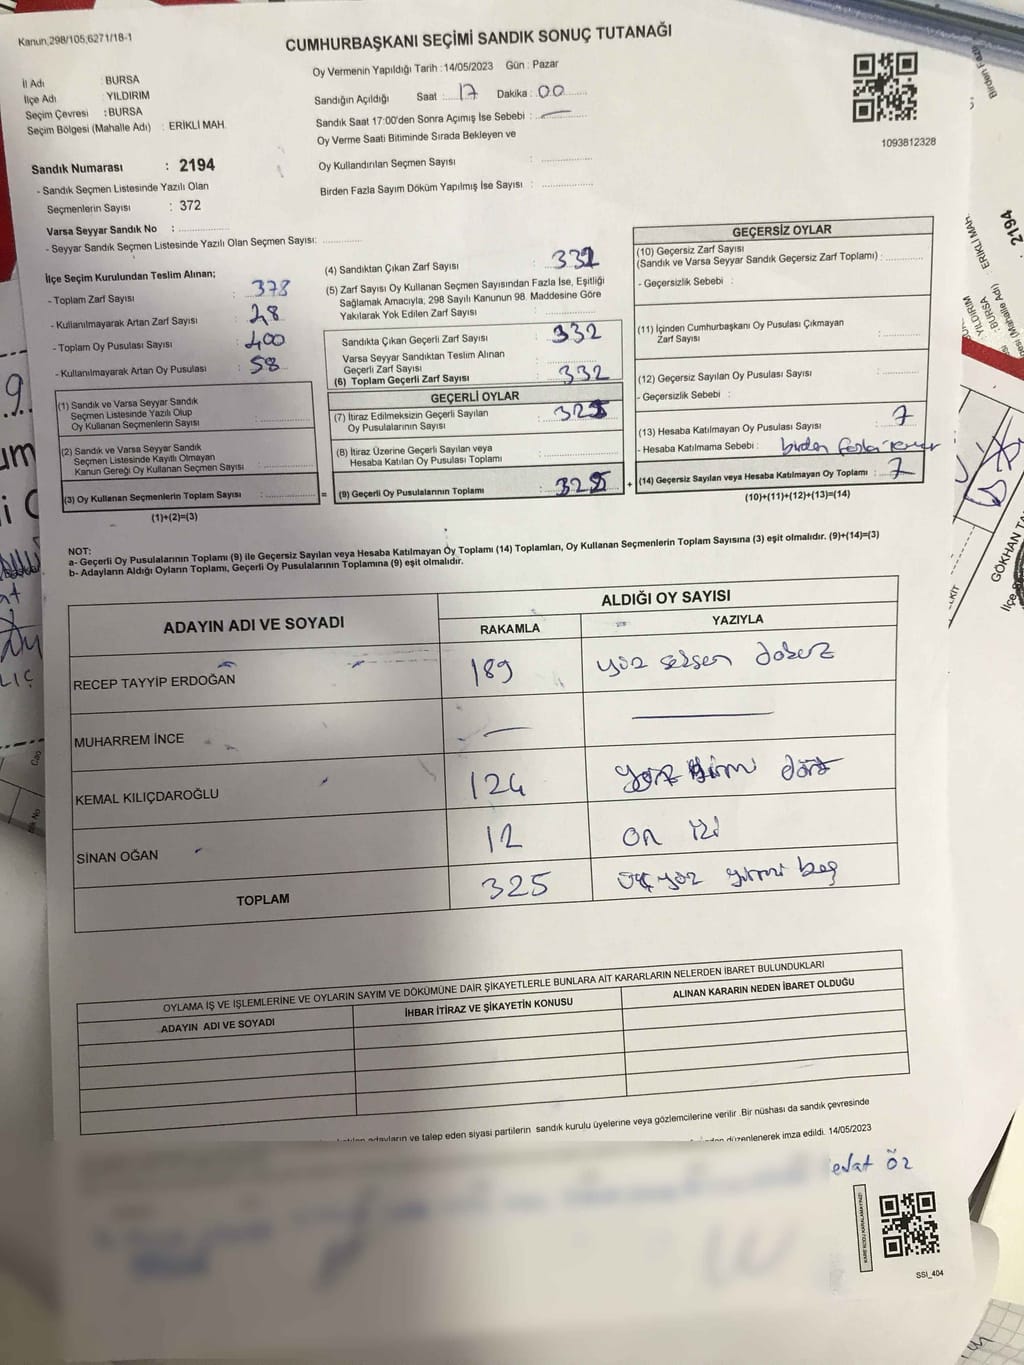 Kanun,298/105;6271/18-1
CUMHURBAŞKANI SEÇİMİ SANDIK SONUÇ TUTANAĞI
İl Adı : BURSA
İlçe Adı : YILDIRIM
Seçim Çevresi : BURSA
Seçim Bölgesi (Mahalle Adı) : ERİKLİ MAH.
Oy Vermenin Yapıldığı Tarih : 14/05/2023 Gün : Pazar
Sandığın Açıldığı Saat : 17 Dakika : 00
Sandık Saat 17:00'den Sonra Açımış İse Sebebi : —
Oy Verme Saati Bitiminde Sırada Bekleyen ve
Oy Kullandırılan Seçmen Sayısı :
Birden Fazla Sayım Döküm Yapılmış İse Sayısı :
1093812328
Sandık Numarası : 2194
- Sandık Seçmen Listesinde Yazılı Olan
Seçmenlerin Sayısı : 372
Varsa Seyyar Sandık No :
- Seyyar Sandık Seçmen Listesinde Yazılı Olan Seçmen Sayısı:
İlçe Seçim Kurulundan Teslim Alınan;
- Toplam Zarf Sayısı : 378
- Kullanılmayarak Artan Zarf Sayısı : 48
- Toplam Oy Pusulası Sayısı : 400
- Kullanılmayarak Artan Oy Pusulası : 58
(1) Sandık ve Varsa Seyyar Sandık
Seçmen Listesinde Yazılı Olup
Oy Kullanan Seçmenlerin Sayısı :
(2) Sandık ve Varsa Seyyar Sandık
Seçmen Listesinde Kayıtlı Olmayan
Kanun Gereği Oy Kullanan Seçmen Sayısı :
(3) Oy Kullanan Seçmenlerin Toplam Sayısı : =
(1)+(2)=(3)
(4) Sandıktan Çıkan Zarf Sayısı : 332
(5) Zarf Sayısı Oy Kullanan Seçmen Sayısından Fazla İse, Eşitliği
Sağlamak Amacıyla, 298 Sayılı Kanunun 98. Maddesine Göre
Yakılarak Yok Edilen Zarf Sayısı :
Sandıkta Çıkan Geçerli Zarf Sayısı : 332
Varsa Seyyar Sandıktan Teslim Alınan
Geçerli Zarf Sayısı :
(6) Toplam Geçerli Zarf Sayısı : 332
GEÇERLİ OYLAR
(7) İtiraz Edilmeksizin Geçerli Sayılan
Oy Pusulalarının Sayısı : 325
(8) İtiraz Üzerine Geçerli Sayılan veya
Hesaba Katılan Oy Pusulası Toplamı :
(9) Geçerli Oy Pusulalarının Toplamı : 325 +
GEÇERSİZ OYLAR
(10) Geçersiz Zarf Sayısı
(Sandık ve Varsa Seyyar Sandık Geçersiz Zarf Toplamı) :
- Geçersizlik Sebebi :
(11) İçinden Cumhurbaşkanı Oy Pusulası Çıkmayan
Zarf Sayısı :
(12) Geçersiz Sayılan Oy Pusulası Sayısı :
- Geçersizlik Sebebi :
(13) Hesaba Katılmayan Oy Pusulası Sayısı : 7
- Hesaba Katılmama Sebebi : birden fazla
(14) Geçersiz Sayılan veya Hesaba Katılmayan Oy Toplamı : 7
(10)+(11)+(12)+(13)=(14)
NOT:
a- Geçerli Oy Pusulalarının Toplamı (9) ile Geçersiz Sayılan veya Hesaba Katılmayan Oy Toplamı (14) Toplamları, Oy Kullanan Seçmenlerin Toplam Sayısına (3) eşit olmalıdır. (9)+(14)=(3)
b- Adayların Aldığı Oyların Toplamı, Geçerli Oy Pusulalarının Toplamına (9) eşit olmalıdır.
ADAYIN ADI VE SOYADI
ALDIĞI OY SAYISI
RAKAMLA YAZIYLA
RECEP TAYYİP ERDOĞAN 189 yüz seksen dokuz
MUHARREM İNCE — —
KEMAL KILIÇDAROĞLU 124 yüz yirmi dört
SİNAN OĞAN 12 on iki
TOPLAM 325 üç yüz yirmi beş
OYLAMA İŞ VE İŞLEMLERİNE VE OYLARIN SAYIM VE DÖKÜMÜNE DAİR ŞİKAYETLERLE BUNLARA AİT KARARLARIN NELERDEN İBARET BULUNDUKLARI
ADAYIN ADI VE SOYADI İHBAR İTİRAZ VE ŞİKAYETİN KONUSU ALINAN KARARIN NEDEN İBARET OLDUĞU
adayların ve talep eden siyasi partilerin sandık kurulu üyelerine veya gözlemcilerine verilir .Bir nüshası da sandık çevresinde
düzenlenerek imza edildi. 14/05/2023
evat öz
SSI_404
2194
ERİKLİ MAH.
: BURSA
: YILDIRIM
GÖKHAN